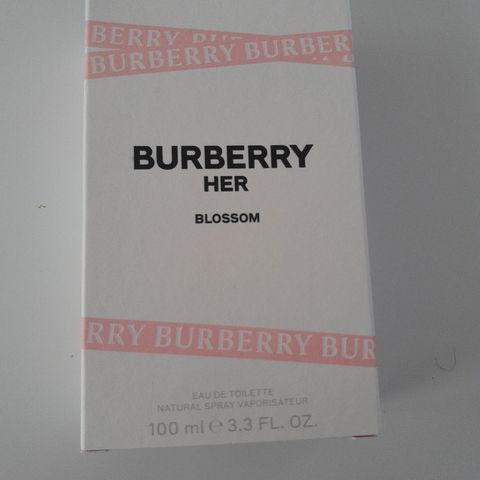 BERRY BUR
BURBERRY BURBER
BURBERRY
HER
BLOSSOM
RRY BURBERRY BUR
EAU DE TOILETTE
NATURAL SPRAY VAPORISATEUR
100 ml ℮ 3.3 FL. OZ.